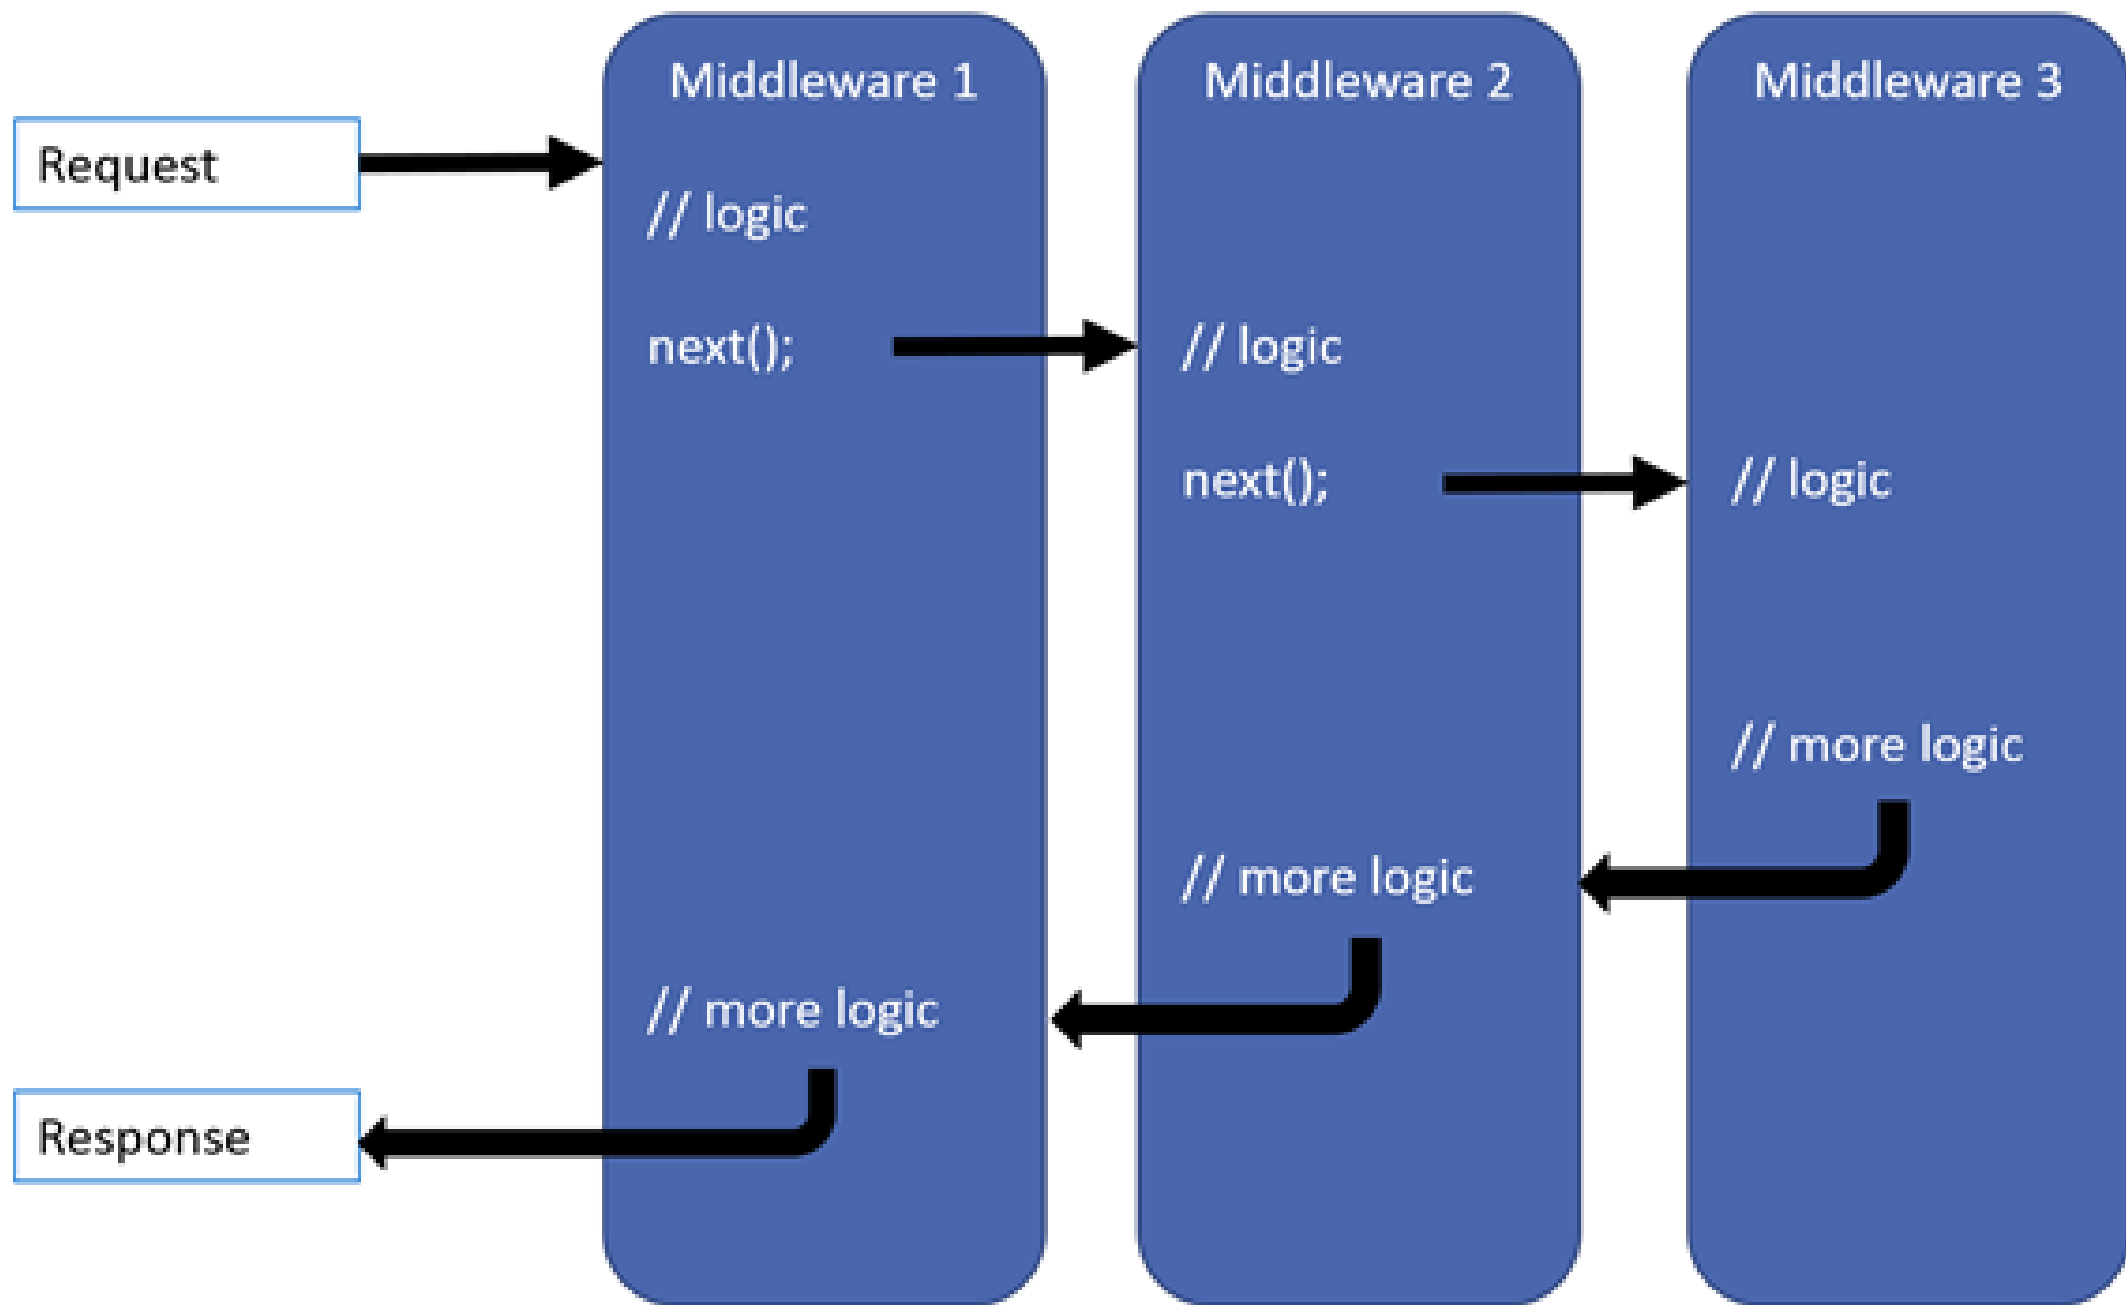 Request
Middleware 1
// logic
next();
// more logic
Middleware 2
// logic
next();
// more logic
Middleware 3
// logic
// more logic
Response